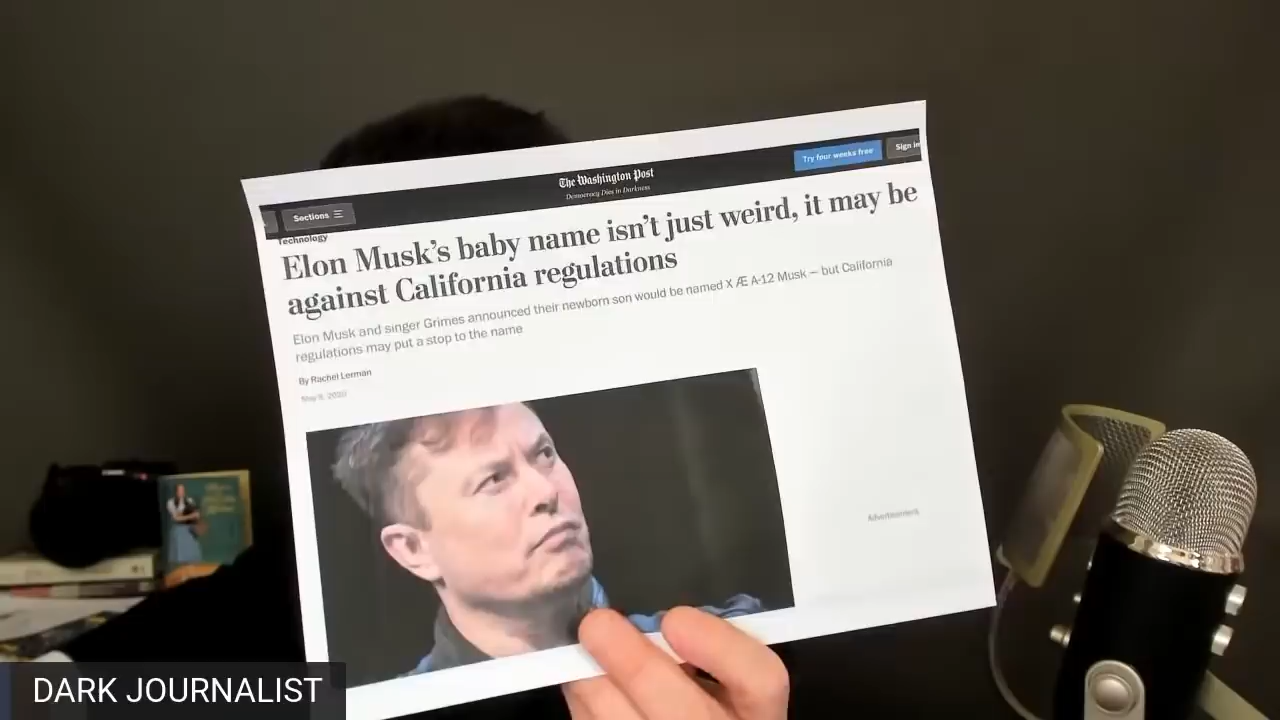 The Washington Post
Democracy Dies in Darkness
Try four weeks free
Sign in
Sections
Technology
Elon Musk's baby name isn't just weird, it may be
against California regulations
Elon Musk and singer Grimes announced their newborn son would be named X Æ A-12 Musk — but California
regulations may put a stop to the name
By Rachel Lerman
Advertisement
DARK JOURNALIST